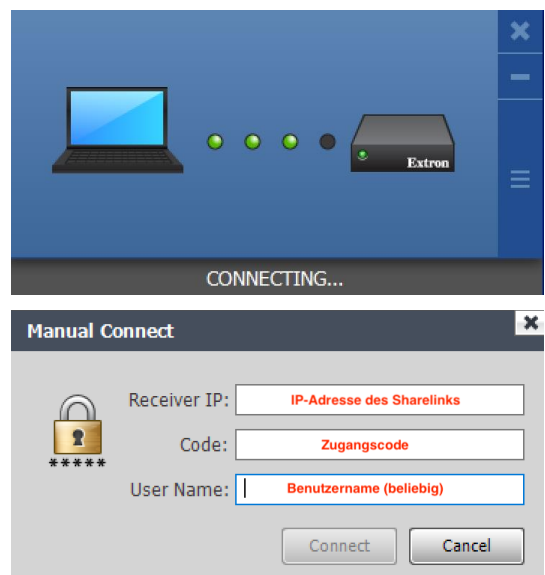 Extron
CONNECTING...
Manual Connect
Receiver IP: IP-Adresse des Sharelinks
Code: Zugangscode
*****
User Name: Benutzername (beliebig)
Connect Cancel